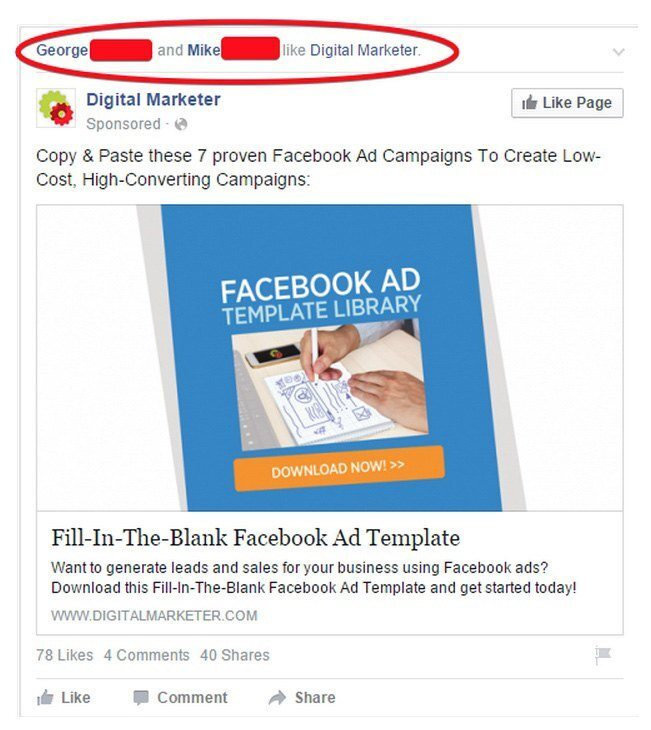 George and Mike like Digital Marketer.
Digital Marketer
Like Page
Sponsored ·
Copy & Paste these 7 proven Facebook Ad Campaigns To Create Low-
Cost, High-Converting Campaigns:
FACEBOOK AD
TEMPLATE LIBRARY
DOWNLOAD NOW! >>
Fill-In-The-Blank Facebook Ad Template
Want to generate leads and sales for your business using Facebook ads?
Download this Fill-In-The-Blank Facebook Ad Template and get started today!
WWW.DIGITALMARKETER.COM
78 Likes 4 Comments 40 Shares
Like Comment Share